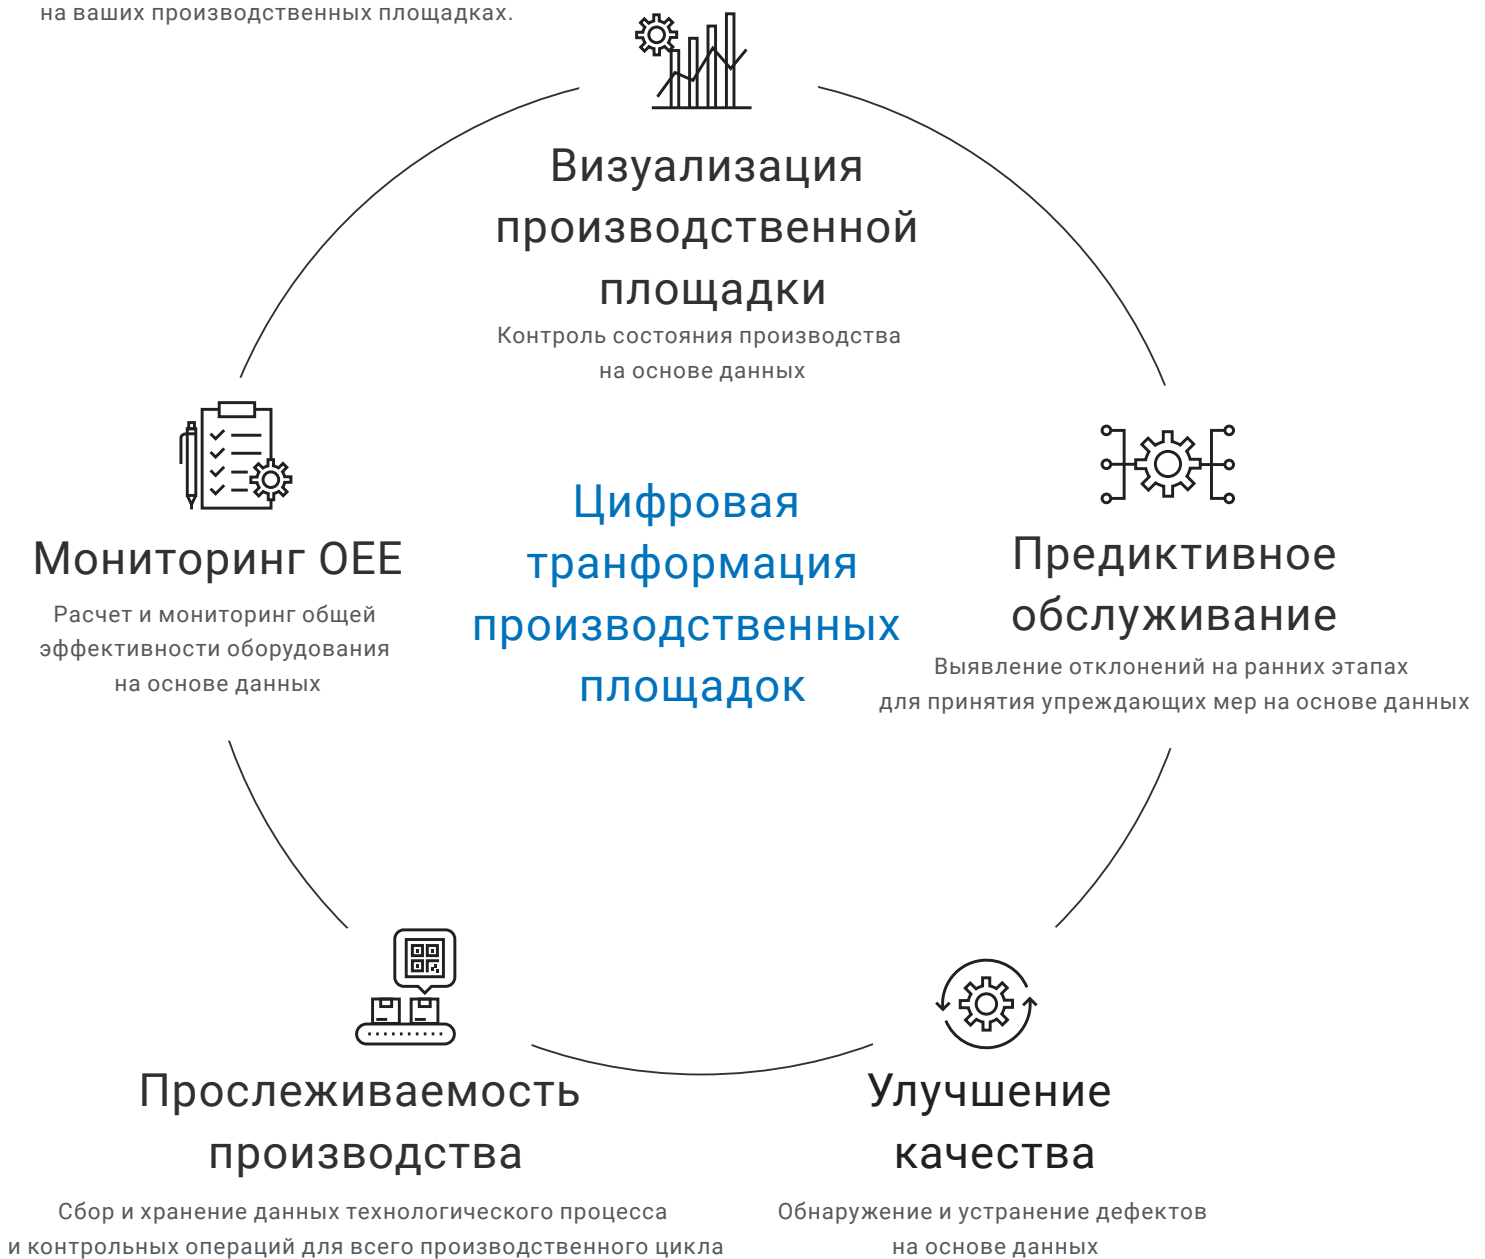 на ваших производственных площадках.
Визуализация
производственной
площадки
Контроль состояния производства
на основе данных
Мониторинг OEE
Расчет и мониторинг общей
эффективности оборудования
на основе данных
Цифровая
транформация
производственных
площадок
Предиктивное
обслуживание
Выявление отклонений на ранних этапах
для принятия упреждающих мер на основе данных
Прослеживаемость
производства
Сбор и хранение данных технологического процесса
и контрольных операций для всего производственного цикла
Улучшение
качества
Обнаружение и устранение дефектов
на основе данных